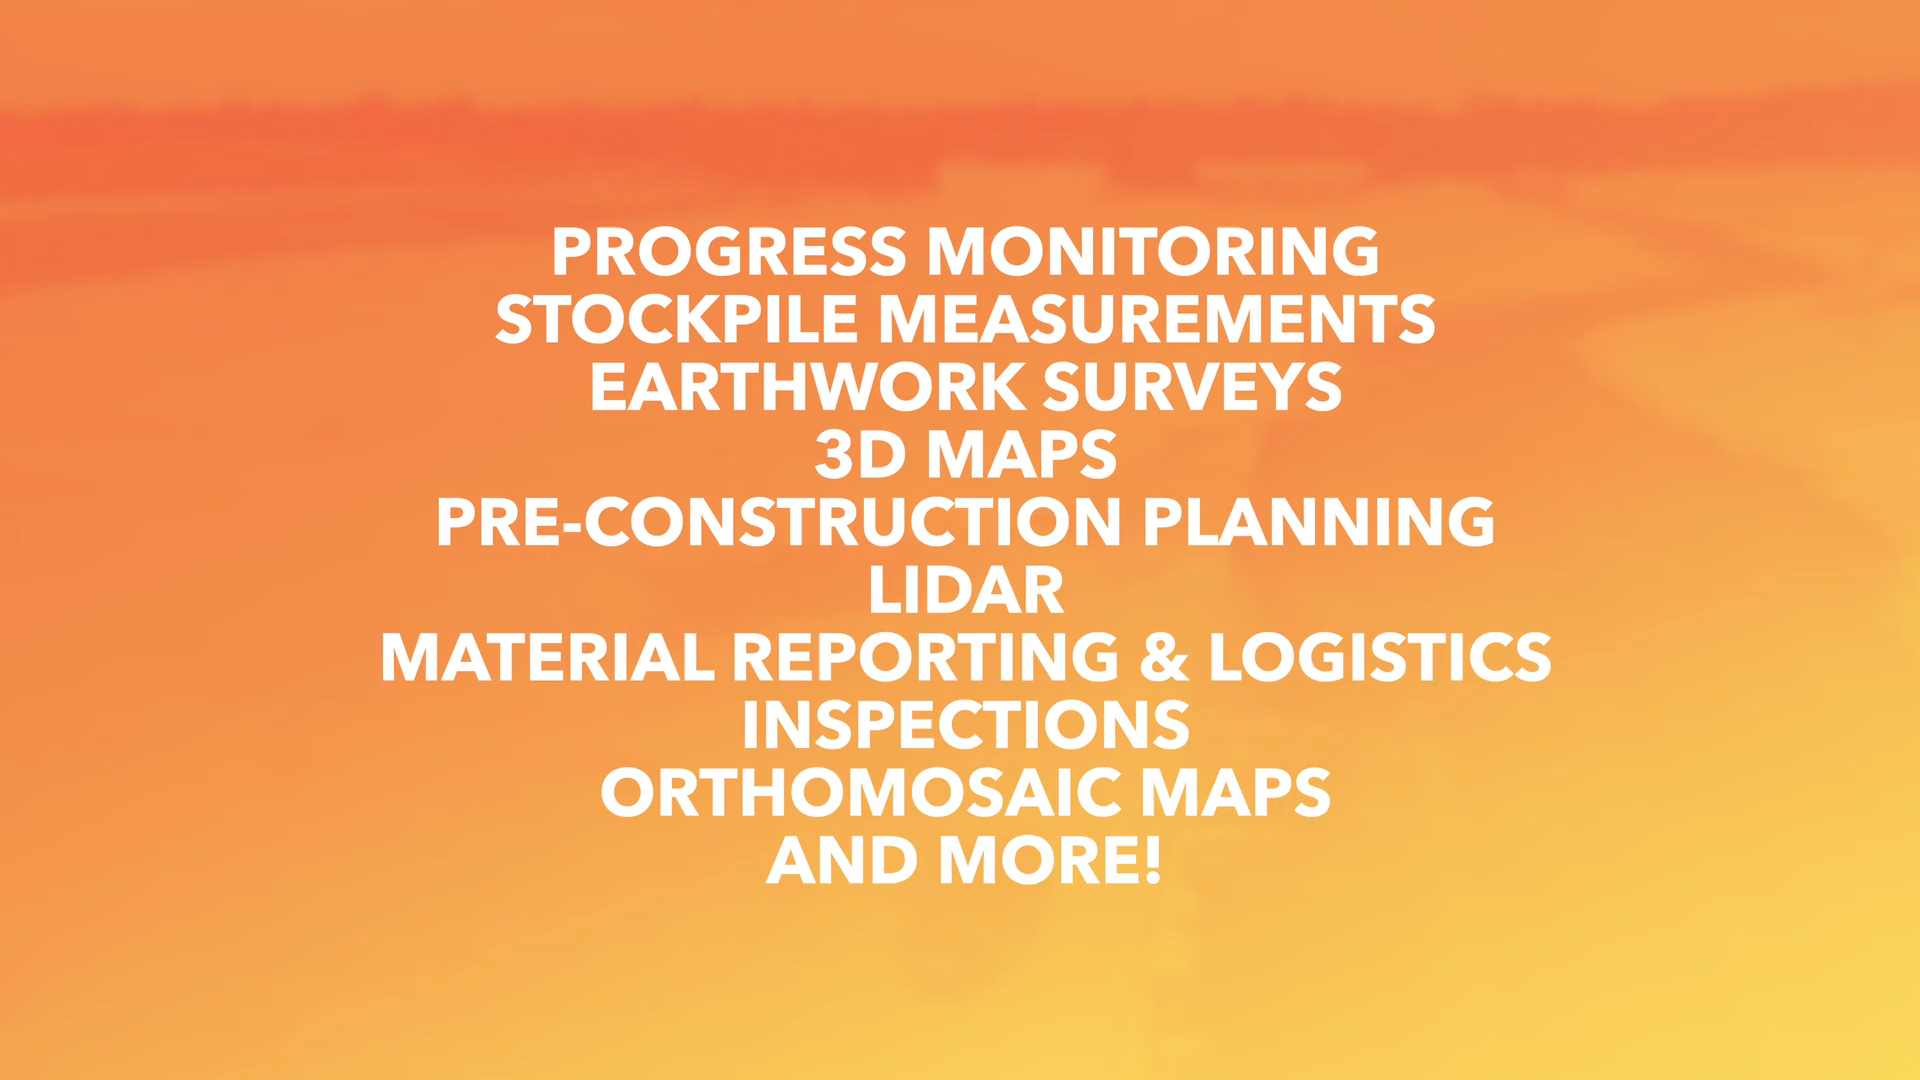 PROGRESS MONITORING
STOCKPILE MEASUREMENTS
EARTHWORK SURVEYS
3D MAPS
PRE-CONSTRUCTION PLANNING
LIDAR
MATERIAL REPORTING & LOGISTICS
INSPECTIONS
ORTHOMOSAIC MAPS
AND MORE!